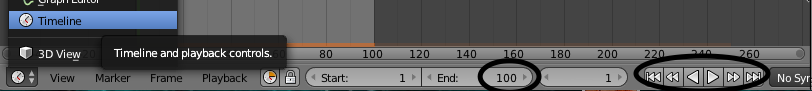 Graph Editor
Timeline
3D View
Timeline and playback controls.
80 100 120 140 160 180 200 220 240 260
View Marker Frame Playback Start: 1 End: 100 1 No Syn